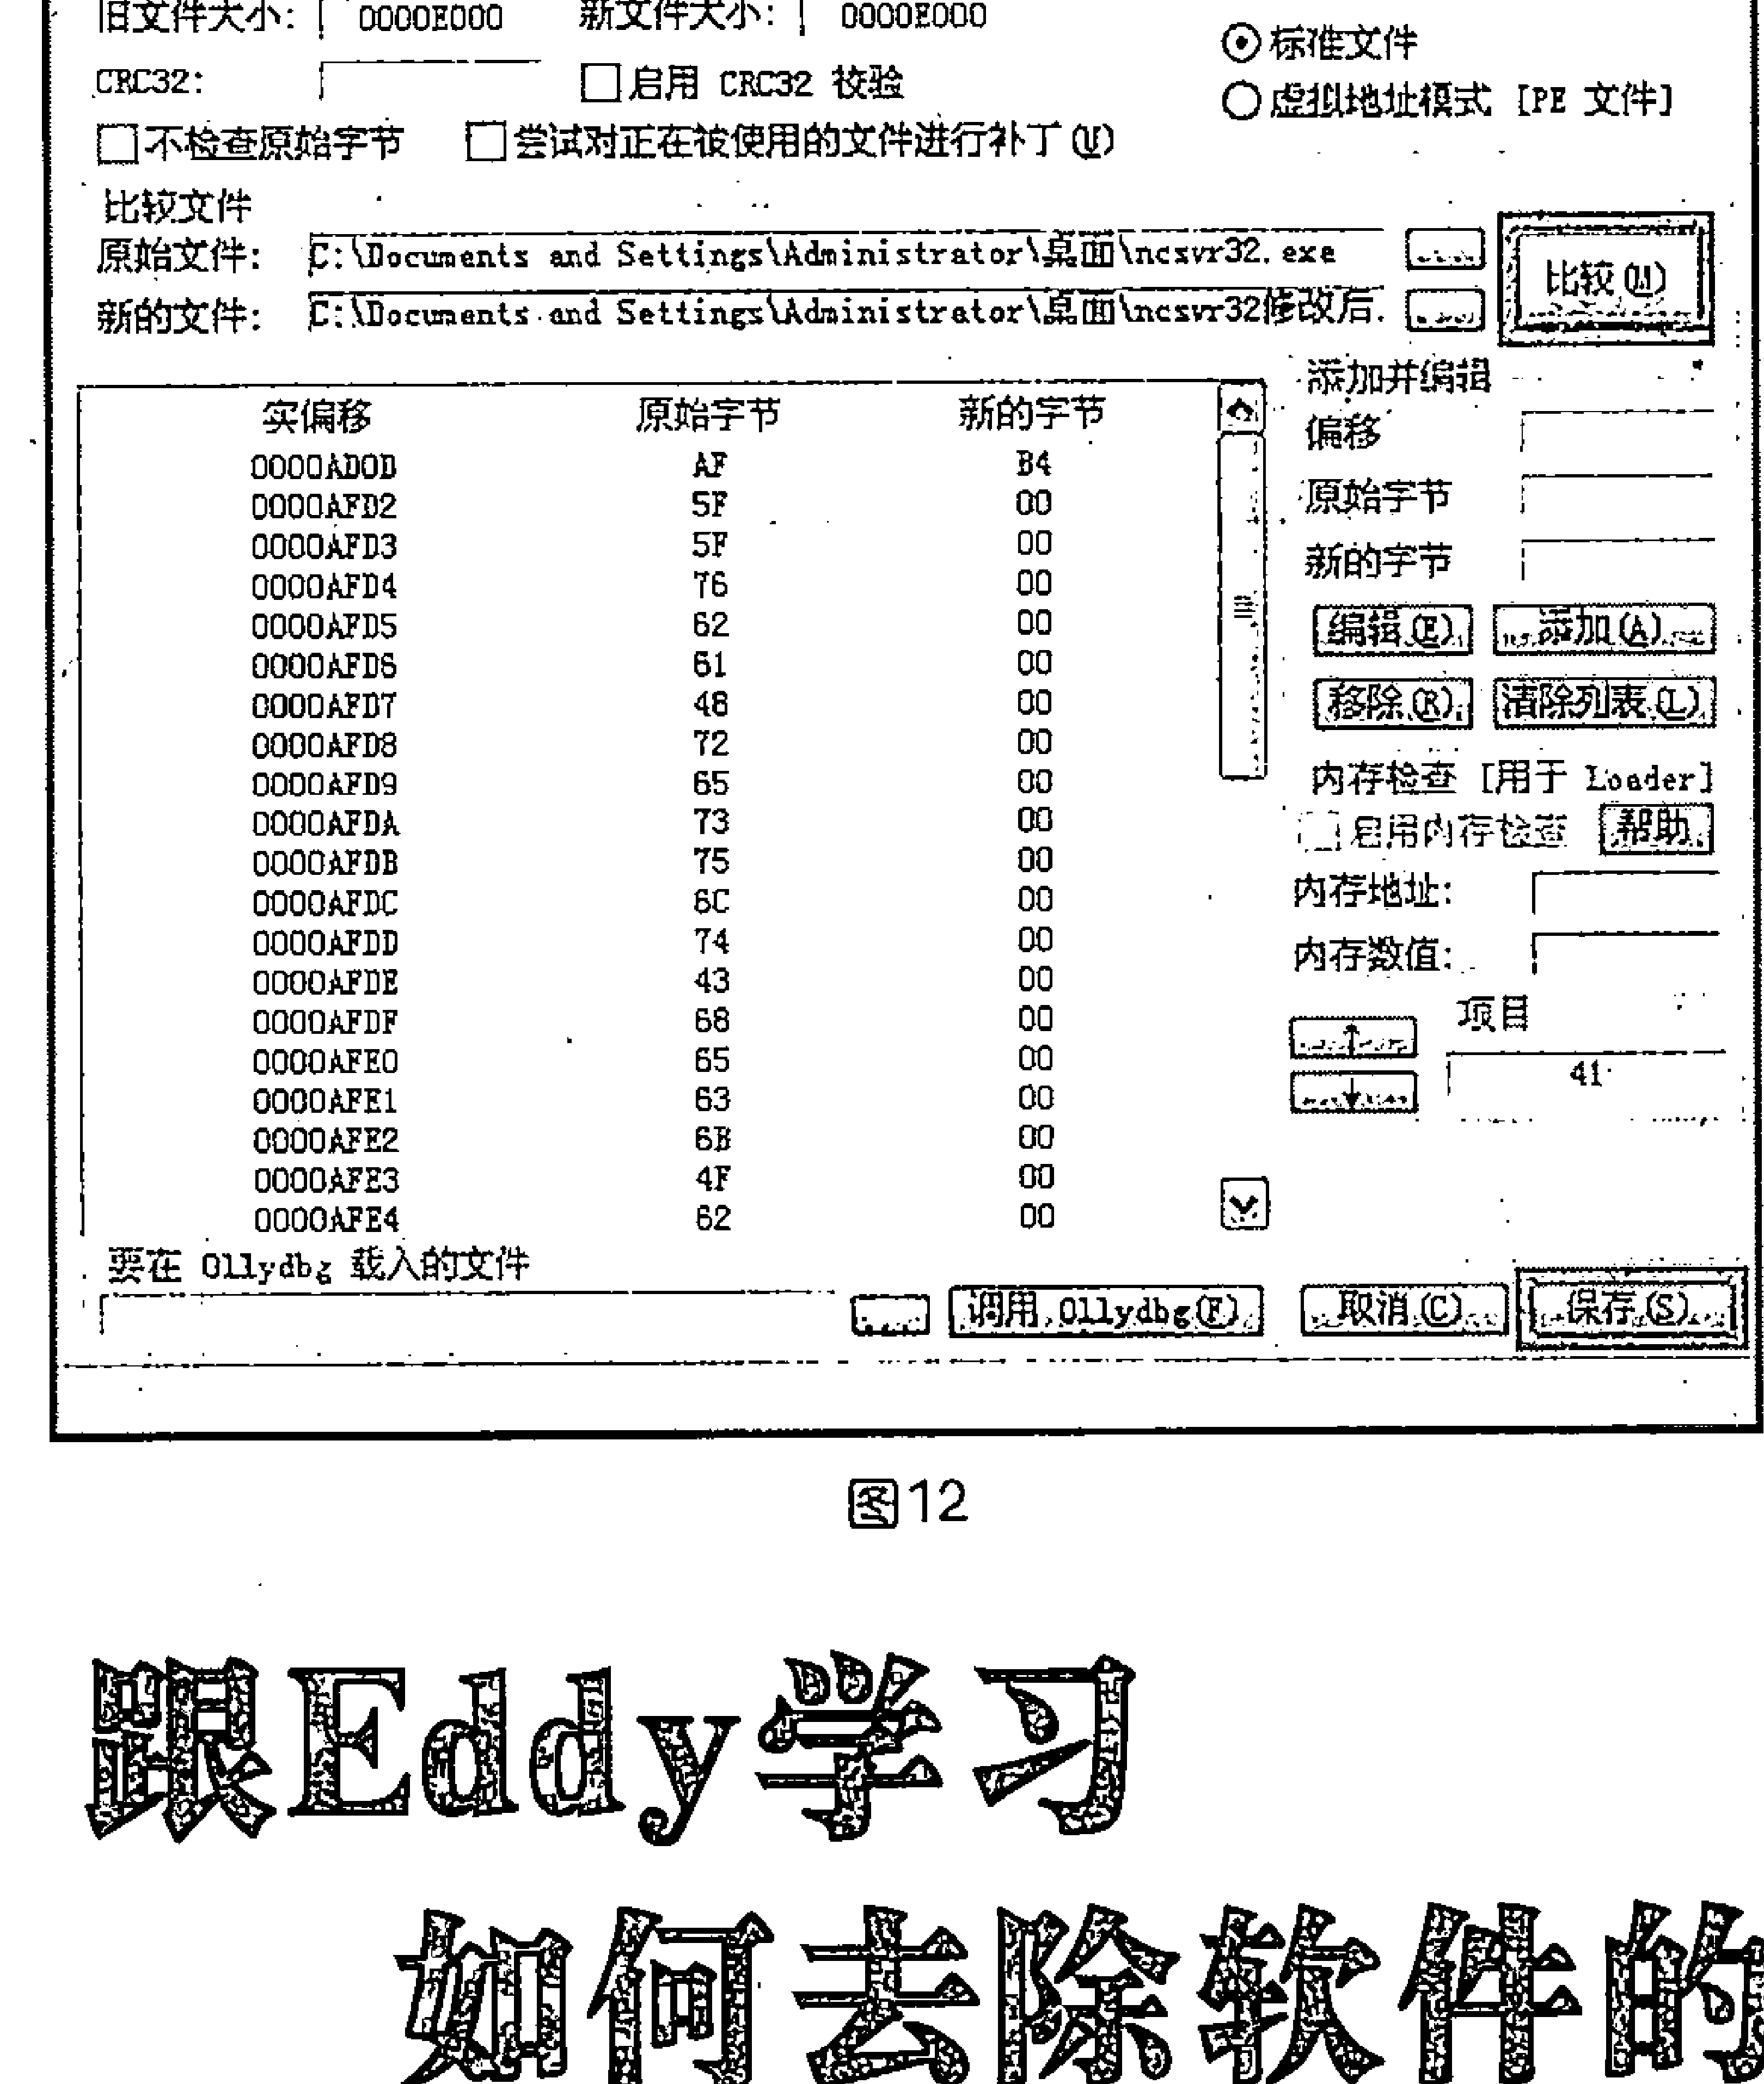 旧文件大小: 0000E000 新文件大小: 0000E000
标准文件
CRC32: 启用 CRC32 校验
虚拟地址模式 [PE 文件]
不检查原始字节 尝试对正在被使用的文件进行补丁(U)
比较文件
原始文件: C:\Documents and Settings\Administrator\桌面\ncsvr32.exe ...
新的文件: C:\Documents and Settings\Administrator\桌面\ncsvr32修改后. ...
比较(M)
实偏移 原始字节 新的字节
0000AD0D AF B4
0000AFD2 5F 00
0000AFD3 5F 00
0000AFD4 76 00
0000AFD5 62 00
0000AFD6 61 00
0000AFD7 48 00
0000AFD8 72 00
0000AFD9 65 00
0000AFDA 73 00
0000AFDB 75 00
0000AFDC 6C 00
0000AFDD 74 00
0000AFDE 43 00
0000AFDF 68 00
0000AFE0 65 00
0000AFE1 63 00
0000AFE2 6B 00
0000AFE3 4F 00
0000AFE4 62 00
添加并编辑
偏移
原始字节
新的字节
编辑(E) 添加(A)
移除(R) 清除列表(L)
内存检查 [用于 Loader]
启用内存检查 帮助
内存地址:
内存数值:
项目
41
要在 Ollydbg 载入的文件
... 调用 Ollydbg(F) 取消(C) 保存(S)
图12
跟Eddy学习
如何去除软件的